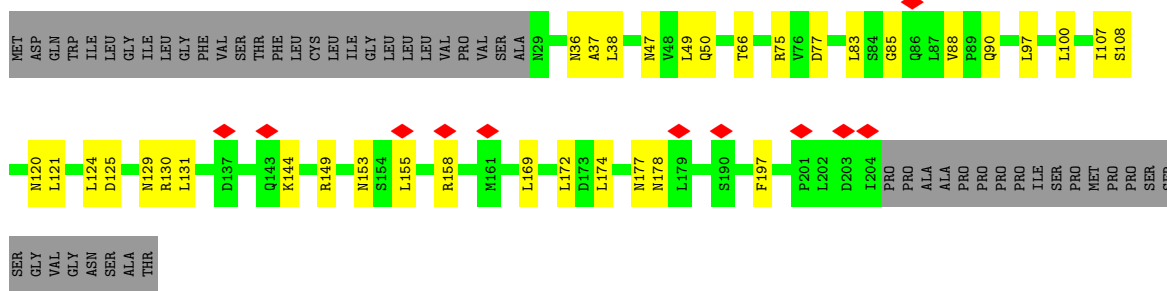 MET ASP GLN TRP ILE LEU GLY ILE LEU GLY PHE VAL SER THR PHE LEU CYS LEU ILE GLY LEU LEU LEU VAL PRO VAL SER ALA N29 N36 A37 L38 N47 V48 L49 Q50 T66 R75 V76 D77 L83 S84 G85 Q86 L87 V88 P89 Q90 L97 L100 I107 S108
N120 L121 L124 D125 N129 R130 L131 D137 Q143 K144 R149 N153 S154 L155 R158 M161 L169 L172 D173 L174 N177 N178 L179 S190 F197 P201 L202 D203 I204 PRO PRO ALA ALA PRO PRO PRO PRO PRO ILE SER PRO MET PRO PRO SER
SER GLY VAL GLY ASN SER ALA THR